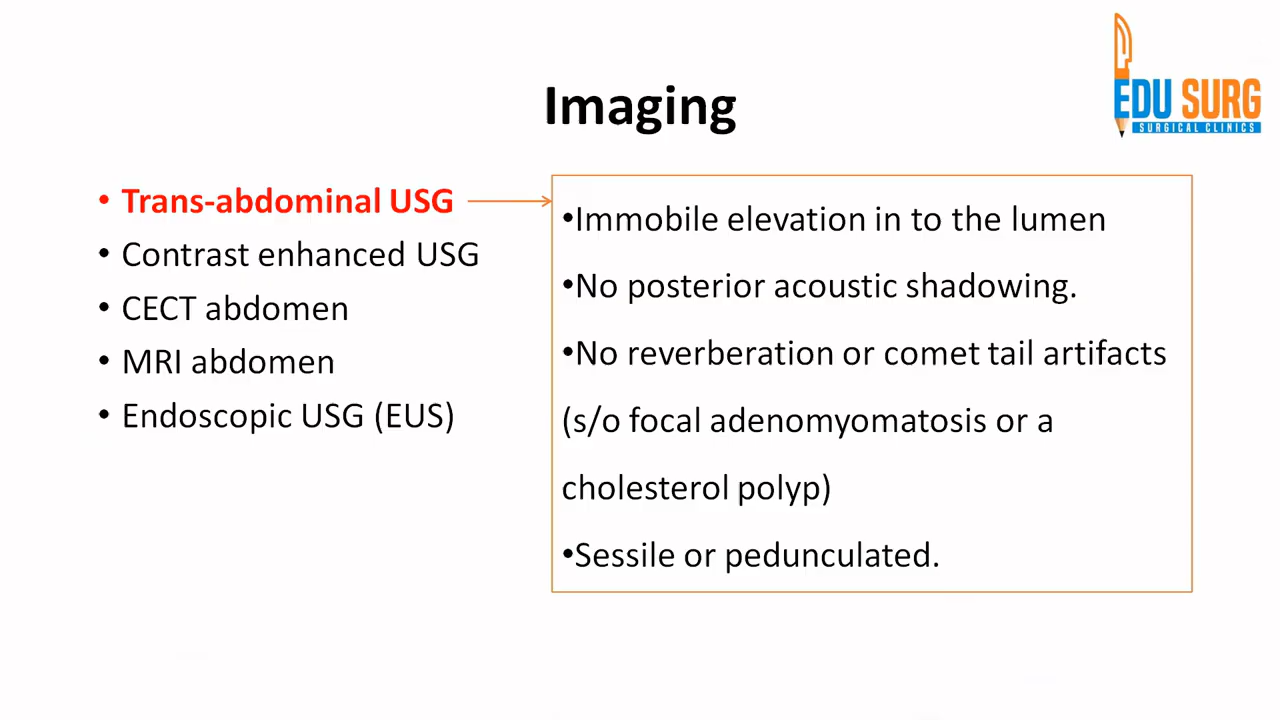 EDU SURG
SURGICAL CLINICS
Imaging
• Trans-abdominal USG
• Contrast enhanced USG
• CECT abdomen
• MRI abdomen
• Endoscopic USG (EUS)
•Immobile elevation in to the lumen
•No posterior acoustic shadowing.
•No reverberation or comet tail artifacts
(s/o focal adenomyomatosis or a
cholesterol polyp)
•Sessile or pedunculated.